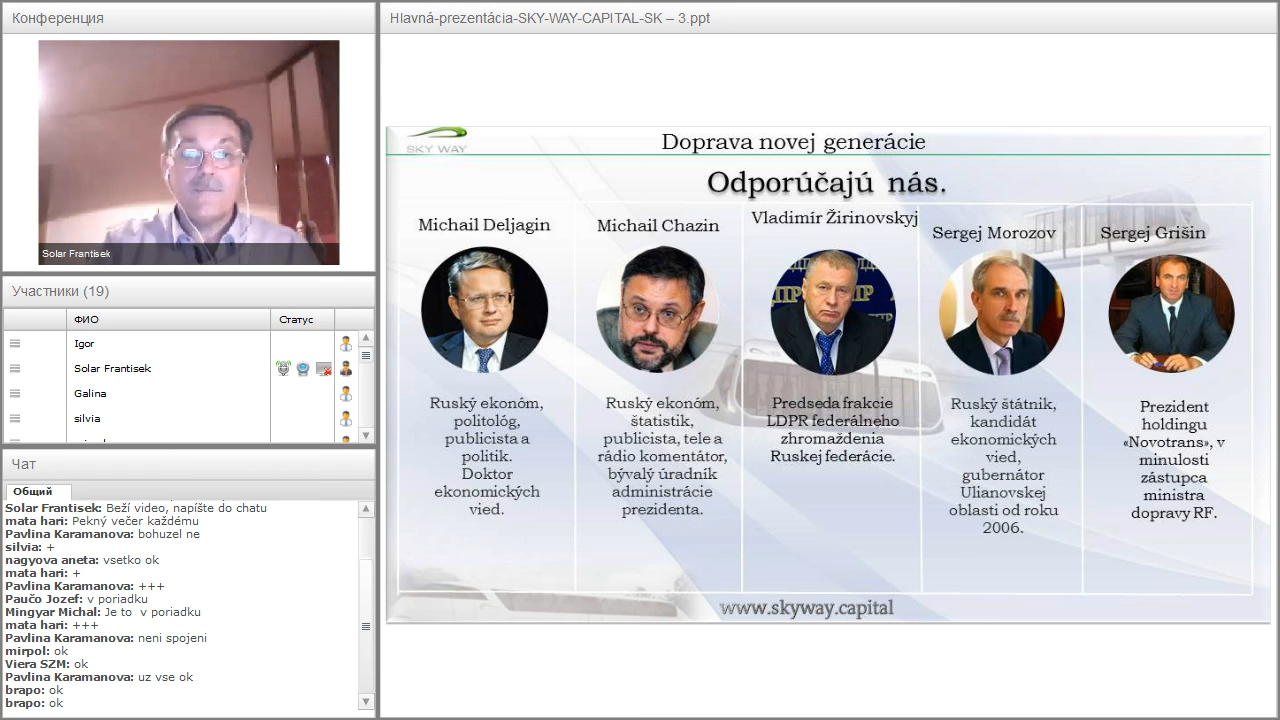 Конференция
Solar Frantisek
Участники (19)
ФИО
Статус
Igor
Solar Frantisek
Galina
silvia
Чат
Общий
Solar Frantisek: Beží video, napíšte do chatu
mata hari: Pekný večer každému
Pavlina Karamanova: bohuzel ne
silvia: +
nagyova aneta: vsetko ok
mata hari: +
Pavlina Karamanova: +++
Paučo Jozef: v poriadku
Mingyar Michal: Je to v poriadku
mata hari: +++
Pavlina Karamanova: neni spojeni
mirpol: ok
Viera SZM: ok
Pavlina Karamanova: uz vse ok
brapo: ok
brapo: ok
Hlavná-prezentácia-SKY-WAY-CAPITAL-SK – 3.ppt
SKY WAY
Doprava novej generácie
Odporúčajú nás.
Michail Deljagin
Ruský ekonóm,
politológ,
publicista a
politik.
Doktor
ekonomických
vied.
Michail Chazin
Ruský ekonóm,
štatistik,
publicista, tele a
rádio komentátor,
bývalý úradník
administrácie
prezidenta.
Vladimír Žirinovskyj
ДПР
Predseda frakcie
LDPR federálneho
zhromaždenia
Ruskej federácie.
Sergej Morozov
Ruský štátnik,
kandidát
ekonomických
vied,
gubernátor
Ulianovskej
oblasti od roku
2006.
Sergej Grišin
Prezident
holdingu
«Novotrans», v
minulosti
zástupca
ministra
dopravy RF.
www.skyway.capital